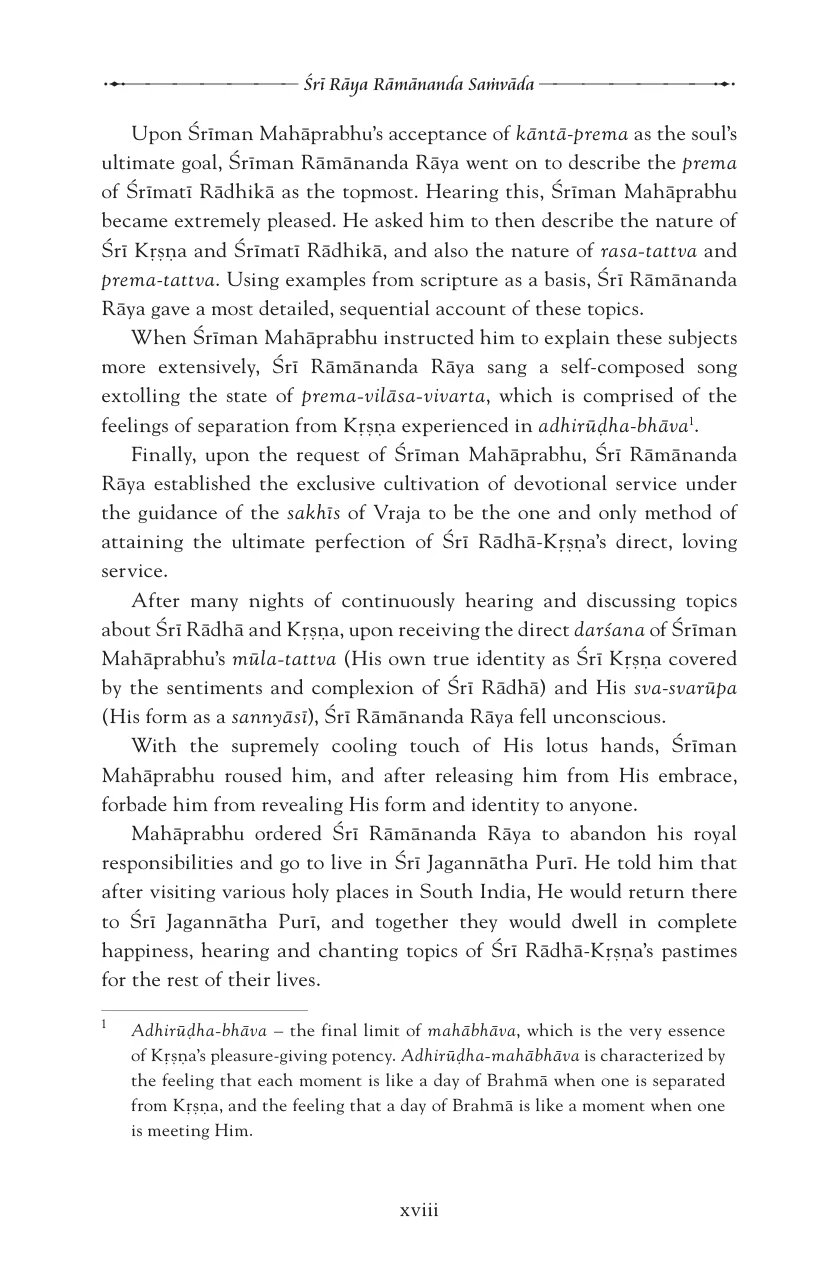 Śrī Rāya Rāmānanda Saṁvāda
Upon Śrīman Mahāprabhu’s acceptance of kāntā-prema as the soul’s
ultimate goal, Śrīman Rāmānanda Rāya went on to describe the prema
of Śrīmatī Rādhikā as the topmost. Hearing this, Śrīman Mahāprabhu
became extremely pleased. He asked him to then describe the nature of
Śrī Kṛṣṇa and Śrīmatī Rādhikā, and also the nature of rasa-tattva and
prema-tattva. Using examples from scripture as a basis, Śrī Rāmānanda
Rāya gave a most detailed, sequential account of these topics.
When Śrīman Mahāprabhu instructed him to explain these subjects
more extensively, Śrī Rāmānanda Rāya sang a self-composed song
extolling the state of prema-vilāsa-vivarta, which is comprised of the
feelings of separation from Kṛṣṇa experienced in adhirūḍha-bhāva¹.
Finally, upon the request of Śrīman Mahāprabhu, Śrī Rāmānanda
Rāya established the exclusive cultivation of devotional service under
the guidance of the sakhīs of Vraja to be the one and only method of
attaining the ultimate perfection of Śrī Rādhā-Kṛṣṇa’s direct, loving
service.
After many nights of continuously hearing and discussing topics
about Śrī Rādhā and Kṛṣṇa, upon receiving the direct darśana of Śrīman
Mahāprabhu’s mūla-tattva (His own true identity as Śrī Kṛṣṇa covered
by the sentiments and complexion of Śrī Rādhā) and His sva-svarūpa
(His form as a sannyāsī), Śrī Rāmānanda Rāya fell unconscious.
With the supremely cooling touch of His lotus hands, Śrīman
Mahāprabhu roused him, and after releasing him from His embrace,
forbade him from revealing His form and identity to anyone.
Mahāprabhu ordered Śrī Rāmānanda Rāya to abandon his royal
responsibilities and go to live in Śrī Jagannātha Purī. He told him that
after visiting various holy places in South India, He would return there
to Śrī Jagannātha Purī, and together they would dwell in complete
happiness, hearing and chanting topics of Śrī Rādhā-Kṛṣṇa’s pastimes
for the rest of their lives.
1 Adhirūḍha-bhāva – the final limit of mahābhāva, which is the very essence
of Kṛṣṇa’s pleasure-giving potency. Adhirūḍha-mahābhāva is characterized by
the feeling that each moment is like a day of Brahmā when one is separated
from Kṛṣṇa, and the feeling that a day of Brahmā is like a moment when one
is meeting Him.
xviii